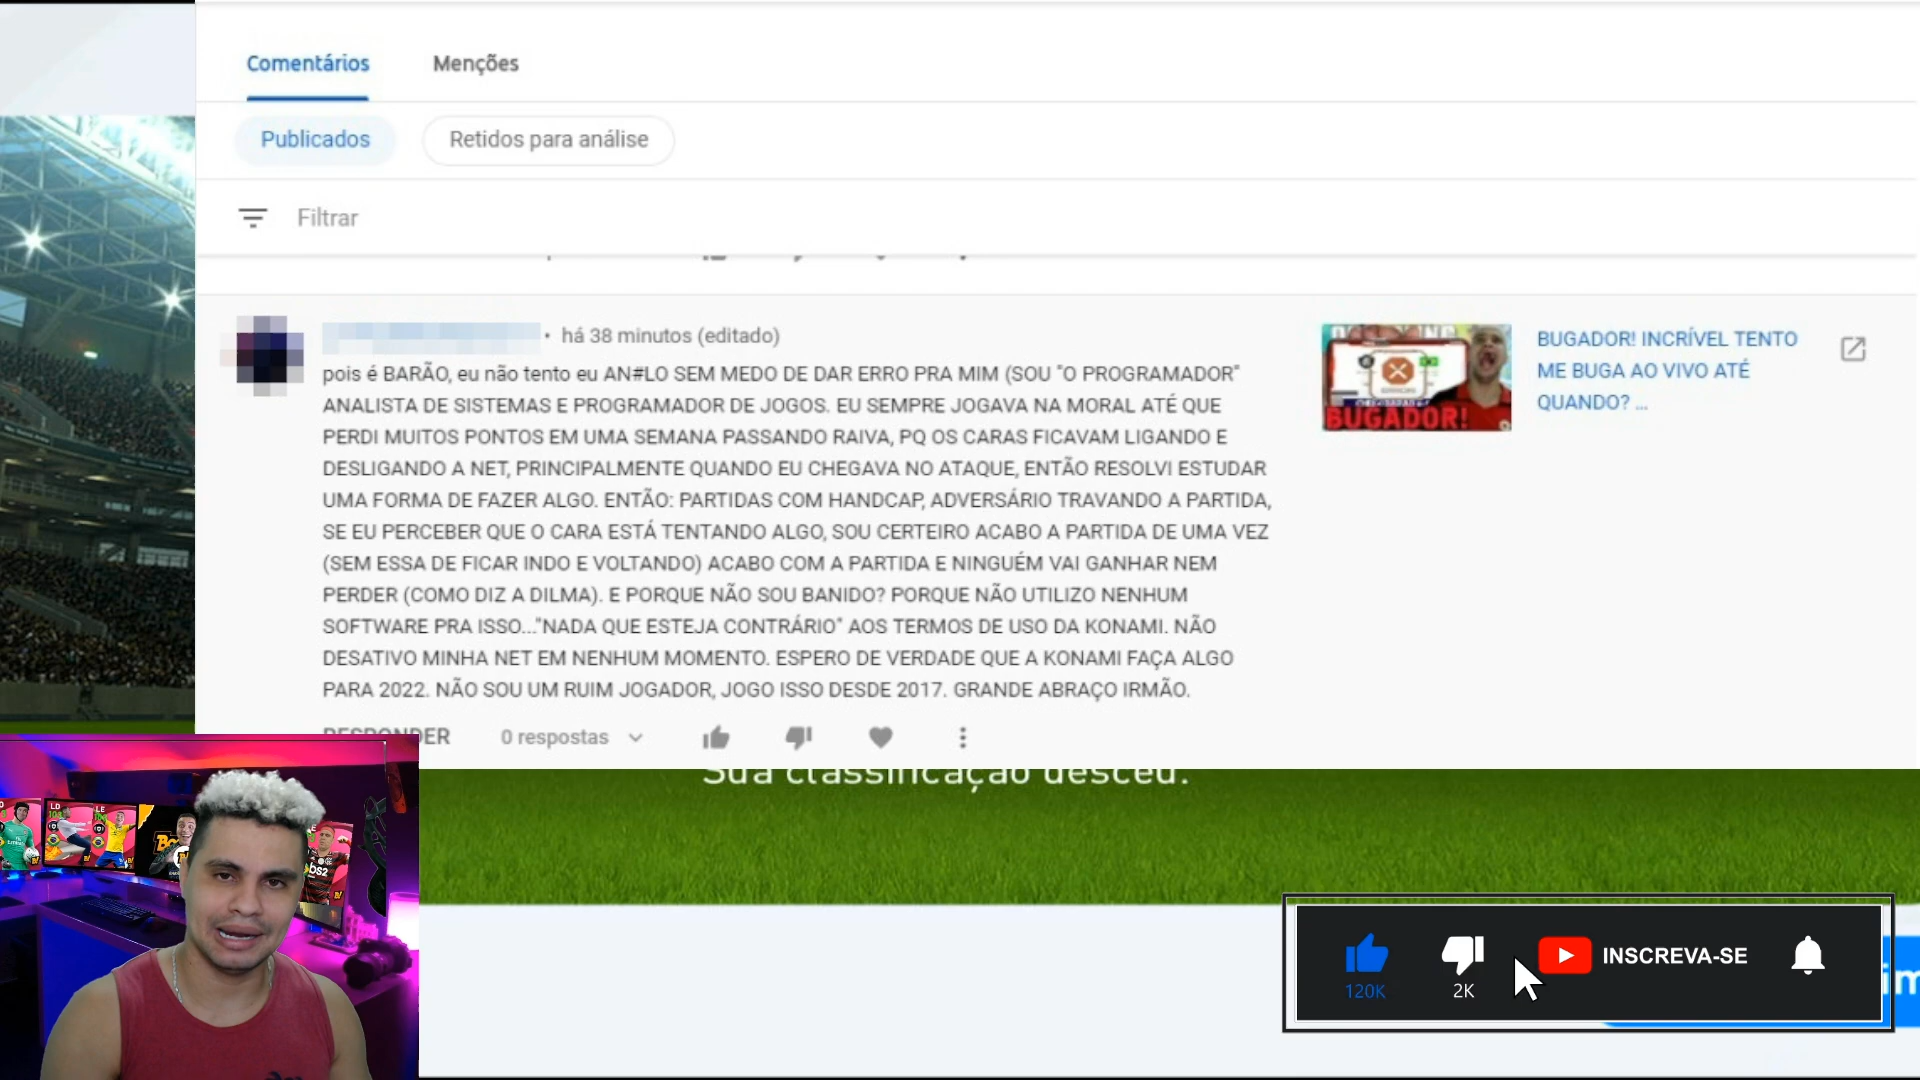 Comentários
Menções
Publicados
Retidos para análise
Filtrar
• há 38 minutos (editado)
pois é BARÃO, eu não tento eu AN#LO SEM MEDO DE DAR ERRO PRA MIM (SOU "O PROGRAMADOR"
ANALISTA DE SISTEMAS E PROGRAMADOR DE JOGOS. EU SEMPRE JOGAVA NA MORAL ATÉ QUE
PERDI MUITOS PONTOS EM UMA SEMANA PASSANDO RAIVA, PQ OS CARAS FICAVAM LIGANDO E
DESLIGANDO A NET, PRINCIPALMENTE QUANDO EU CHEGAVA NO ATAQUE, ENTÃO RESOLVI ESTUDAR
UMA FORMA DE FAZER ALGO. ENTÃO: PARTIDAS COM HANDCAP, ADVERSÁRIO TRAVANDO A PARTIDA,
SE EU PERCEBER QUE O CARA ESTÁ TENTANDO ALGO, SOU CERTEIRO ACABO A PARTIDA DE UMA VEZ
(SEM ESSA DE FICAR INDO E VOLTANDO) ACABO COM A PARTIDA E NINGUÉM VAI GANHAR NEM
PERDER (COMO DIZ A DILMA). E PORQUE NÃO SOU BANIDO? PORQUE NÃO UTILIZO NENHUM
SOFTWARE PRA ISSO..."NADA QUE ESTEJA CONTRÁRIO" AOS TERMOS DE USO DA KONAMI. NÃO
DESATIVO MINHA NET EM NENHUM MOMENTO. ESPERO DE VERDADE QUE A KONAMI FAÇA ALGO
PARA 2022. NÃO SOU UM RUIM JOGADOR, JOGO ISSO DESDE 2017. GRANDE ABRAÇO IRMÃO.
BUGADOR!
BUGADOR! INCRÍVEL TENTO
ME BUGA AO VIVO ATÉ
QUANDO? ...
RESPONDER
0 respostas
Sua classificação desceu.
LD
LE
bs2
120K
2K
INSCREVA-SE
im